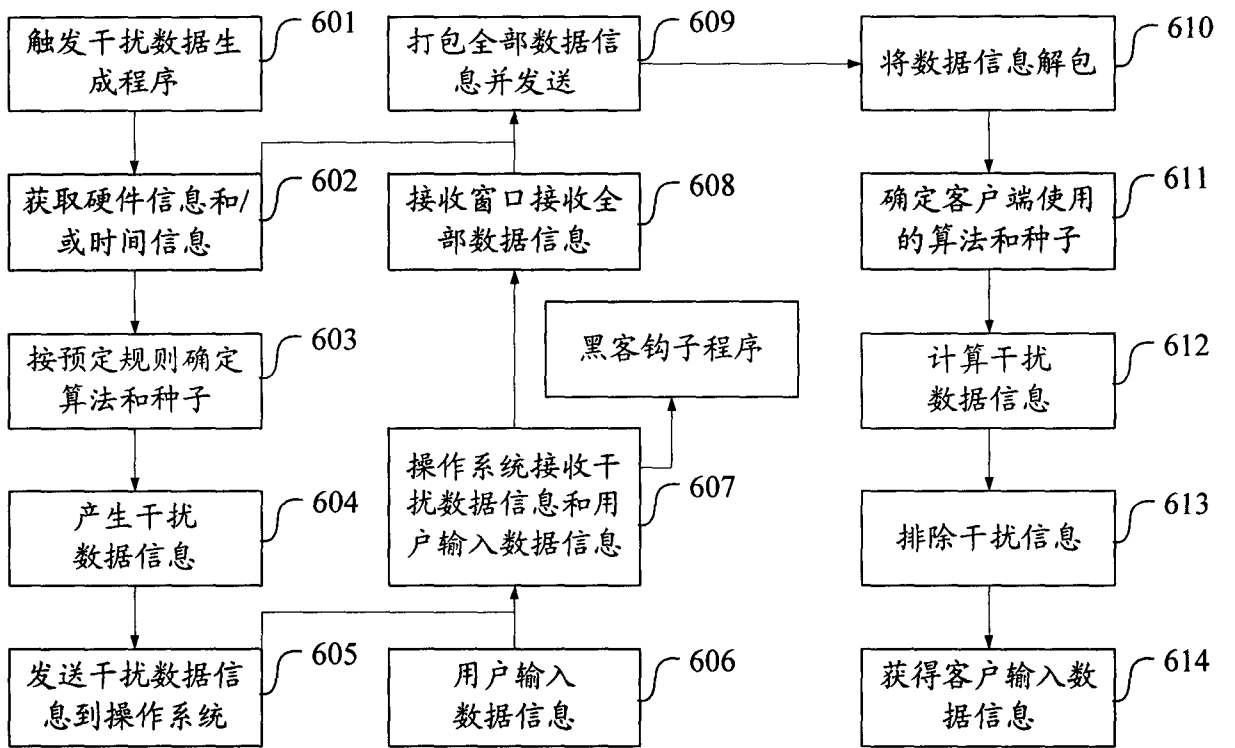 触发干扰数据生
成程序
601
获取硬件信息和/
或时间信息
602
按预定规则确定
算法和种子
603
产生干扰
数据信息
604
发送干扰数据信
息到操作系统
605
用户输入
数据信息
606
操作系统接收干
扰数据信息和用
户输入数据信息
607
黑客钩子程序
接收窗口接收全
部数据信息
608
打包全部数据信
息并发送
609
将数据信息解包
610
确定客户端使用
的算法和种子
611
计算干扰
数据信息
612
排除干扰信息
613
获得客户输入数
据信息
614